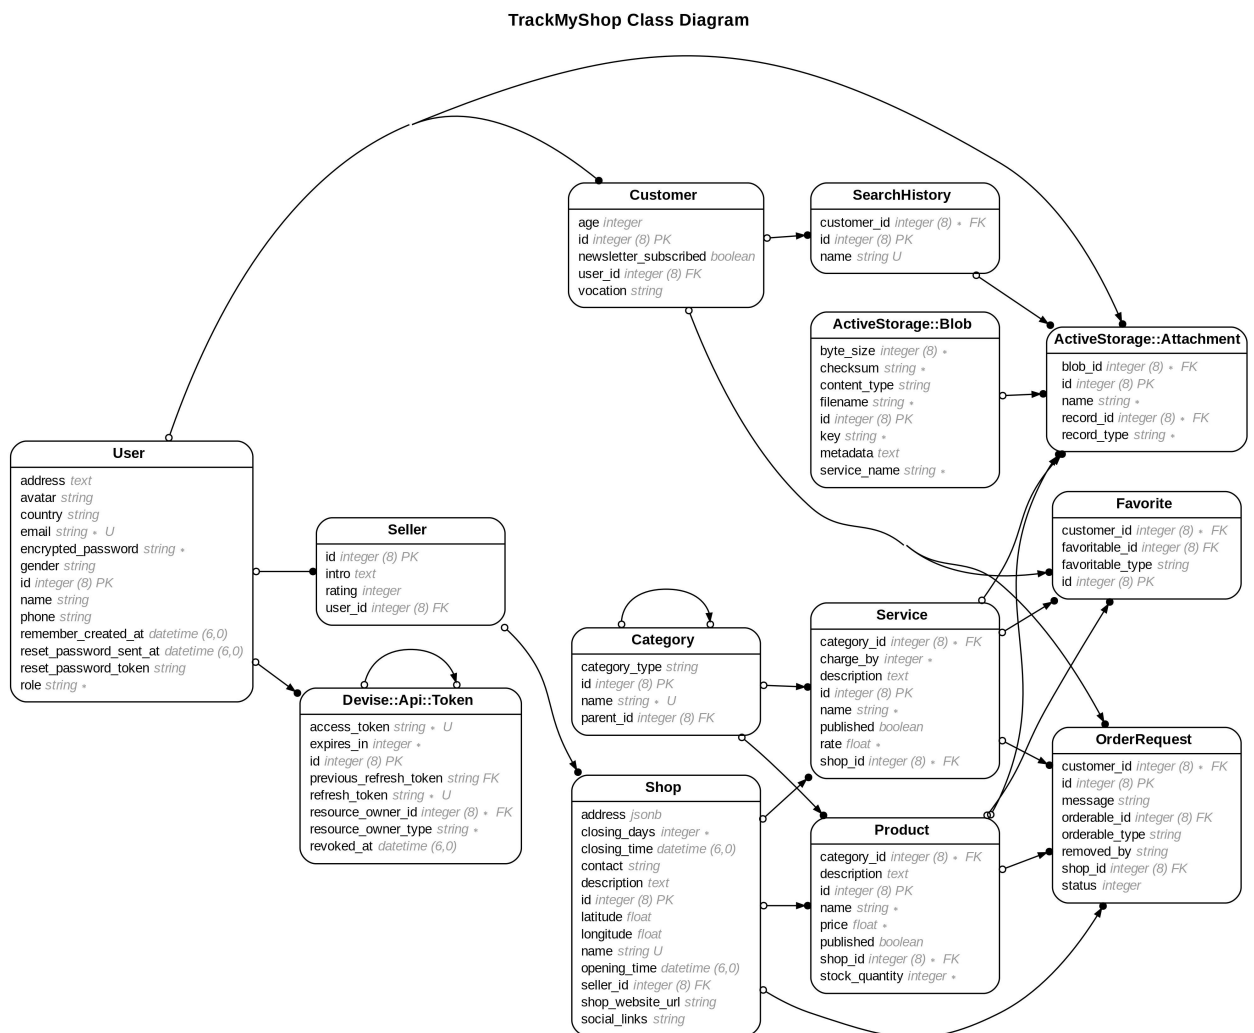 TrackMyShop Class Diagram
Customer
age integer
id integer (8) PK
newsletter_subscribed boolean
user_id integer (8) FK
vocation string
SearchHistory
customer_id integer (8) ∗ FK
id integer (8) PK
name string U
ActiveStorage::Blob
byte_size integer (8) ∗
checksum string ∗
content_type string
filename string ∗
id integer (8) PK
key string ∗
metadata text
service_name string ∗
ActiveStorage::Attachment
blob_id integer (8) ∗ FK
id integer (8) PK
name string ∗
record_id integer (8) ∗ FK
record_type string ∗
User
address text
avatar string
country string
email string ∗ U
encrypted_password string ∗
gender string
id integer (8) PK
name string
phone string
remember_created_at datetime (6,0)
reset_password_sent_at datetime (6,0)
reset_password_token string
role string ∗
Seller
id integer (8) PK
intro text
rating integer
user_id integer (8) FK
Favorite
customer_id integer (8) ∗ FK
favoritable_id integer (8) FK
favoritable_type string
id integer (8) PK
Category
category_type string
id integer (8) PK
name string ∗ U
parent_id integer (8) FK
Service
category_id integer (8) ∗ FK
charge_by integer ∗
description text
id integer (8) PK
name string ∗
published boolean
rate float ∗
shop_id integer (8) ∗ FK
Devise::Api::Token
access_token string ∗ U
expires_in integer ∗
id integer (8) PK
previous_refresh_token string FK
refresh_token string ∗ U
resource_owner_id integer (8) ∗ FK
resource_owner_type string ∗
revoked_at datetime (6,0)
Shop
address jsonb
closing_days integer ∗
closing_time datetime (6,0)
contact string
description text
id integer (8) PK
latitude float
longitude float
name string U
opening_time datetime (6,0)
seller_id integer (8) FK
shop_website_url string
social_links string
Product
category_id integer (8) ∗ FK
description text
id integer (8) PK
name string ∗
price float ∗
published boolean
shop_id integer (8) ∗ FK
stock_quantity integer ∗
OrderRequest
customer_id integer (8) ∗ FK
id integer (8) PK
message string
orderable_id integer (8) FK
orderable_type string
removed_by string
shop_id integer (8) FK
status integer